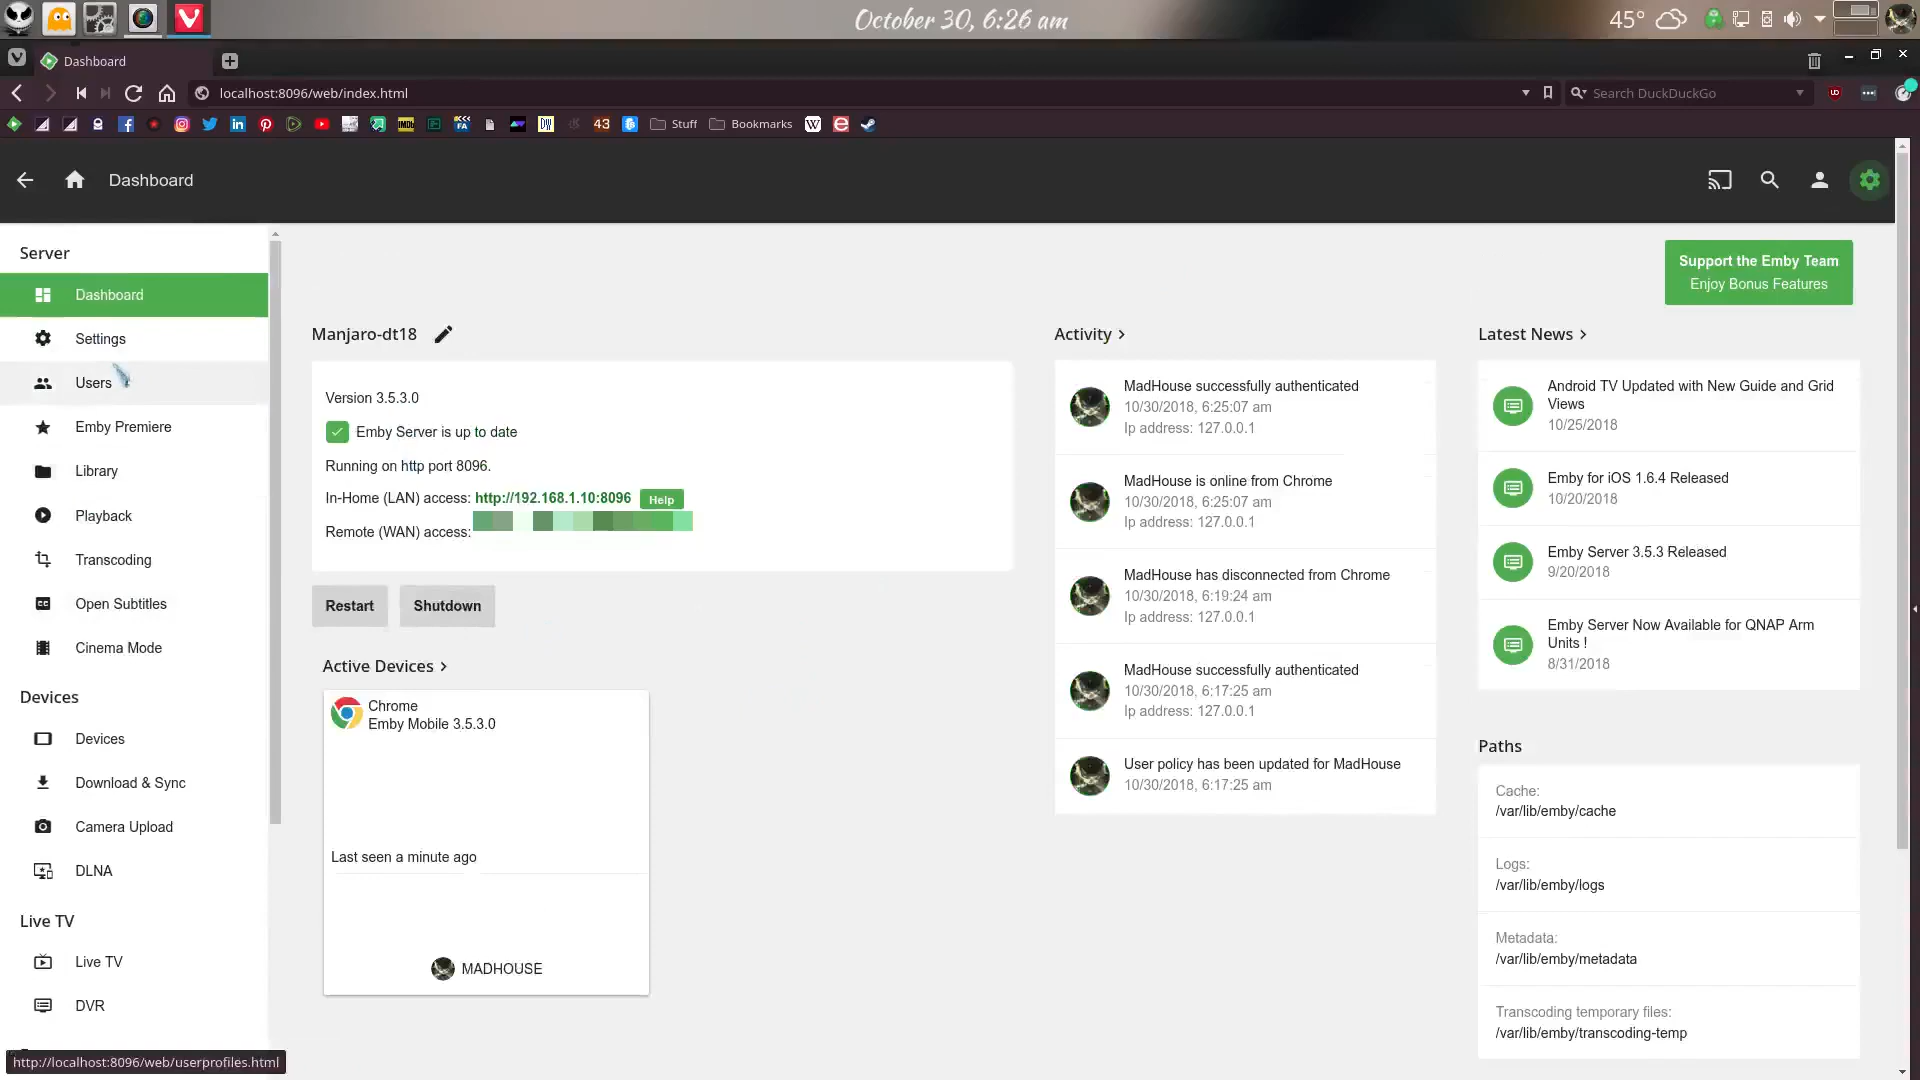 October 30, 6:26 am
45°
Dashboard
localhost:8096/web/index.html
Search DuckDuckGo
IMDb
FA
DW
43
Stuff
Bookmarks
W
Dashboard
Server
Dashboard
Settings
Users
Emby Premiere
Library
Playback
Transcoding
Open Subtitles
Cinema Mode
Devices
Devices
Download & Sync
Camera Upload
DLNA
Live TV
Live TV
DVR
http://localhost:8096/web/userprofiles.html
Manjaro-dt18
Version 3.5.3.0
Emby Server is up to date
Running on http port 8096.
In-Home (LAN) access: http://192.168.1.10:8096 Help
Remote (WAN) access:
Restart
Shutdown
Active Devices
Chrome
Emby Mobile 3.5.3.0
Last seen a minute ago
MADHOUSE
Activity
MadHouse successfully authenticated
10/30/2018, 6:25:07 am
Ip address: 127.0.0.1
MadHouse is online from Chrome
10/30/2018, 6:25:07 am
Ip address: 127.0.0.1
MadHouse has disconnected from Chrome
10/30/2018, 6:19:24 am
Ip address: 127.0.0.1
MadHouse successfully authenticated
10/30/2018, 6:17:25 am
Ip address: 127.0.0.1
User policy has been updated for MadHouse
10/30/2018, 6:17:25 am
Support the Emby Team
Enjoy Bonus Features
Latest News
Android TV Updated with New Guide and Grid
Views
10/25/2018
Emby for iOS 1.6.4 Released
10/20/2018
Emby Server 3.5.3 Released
9/20/2018
Emby Server Now Available for QNAP Arm
Units !
8/31/2018
Paths
Cache:
/var/lib/emby/cache
Logs:
/var/lib/emby/logs
Metadata:
/var/lib/emby/metadata
Transcoding temporary files:
/var/lib/emby/transcoding-temp